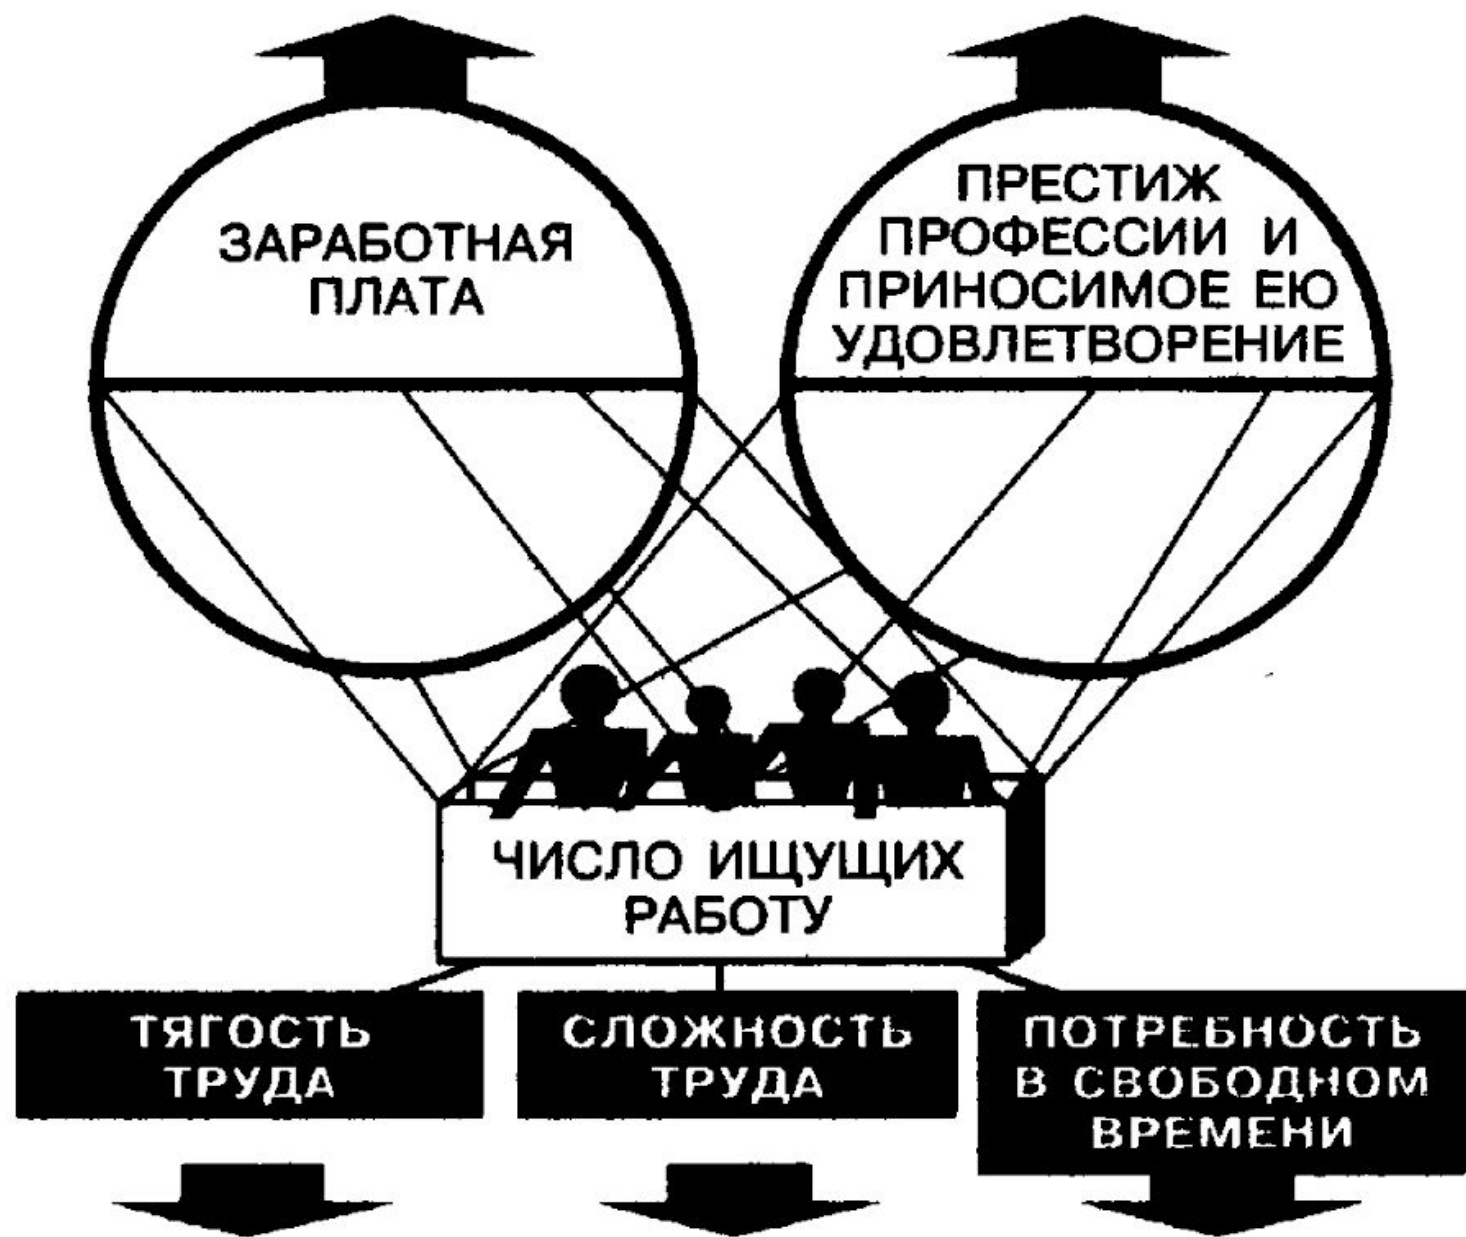 ЗАРАБОТНАЯ
ПЛАТА
ПРЕСТИЖ
ПРОФЕССИИ И
ПРИНОСИМОЕ ЕЮ
УДОВЛЕТВОРЕНИЕ
ЧИСЛО ИЩУЩИХ
РАБОТУ
ТЯГОСТЬ
ТРУДА
СЛОЖНОСТЬ
ТРУДА
ПОТРЕБНОСТЬ
В СВОБОДНОМ
ВРЕМЕНИ